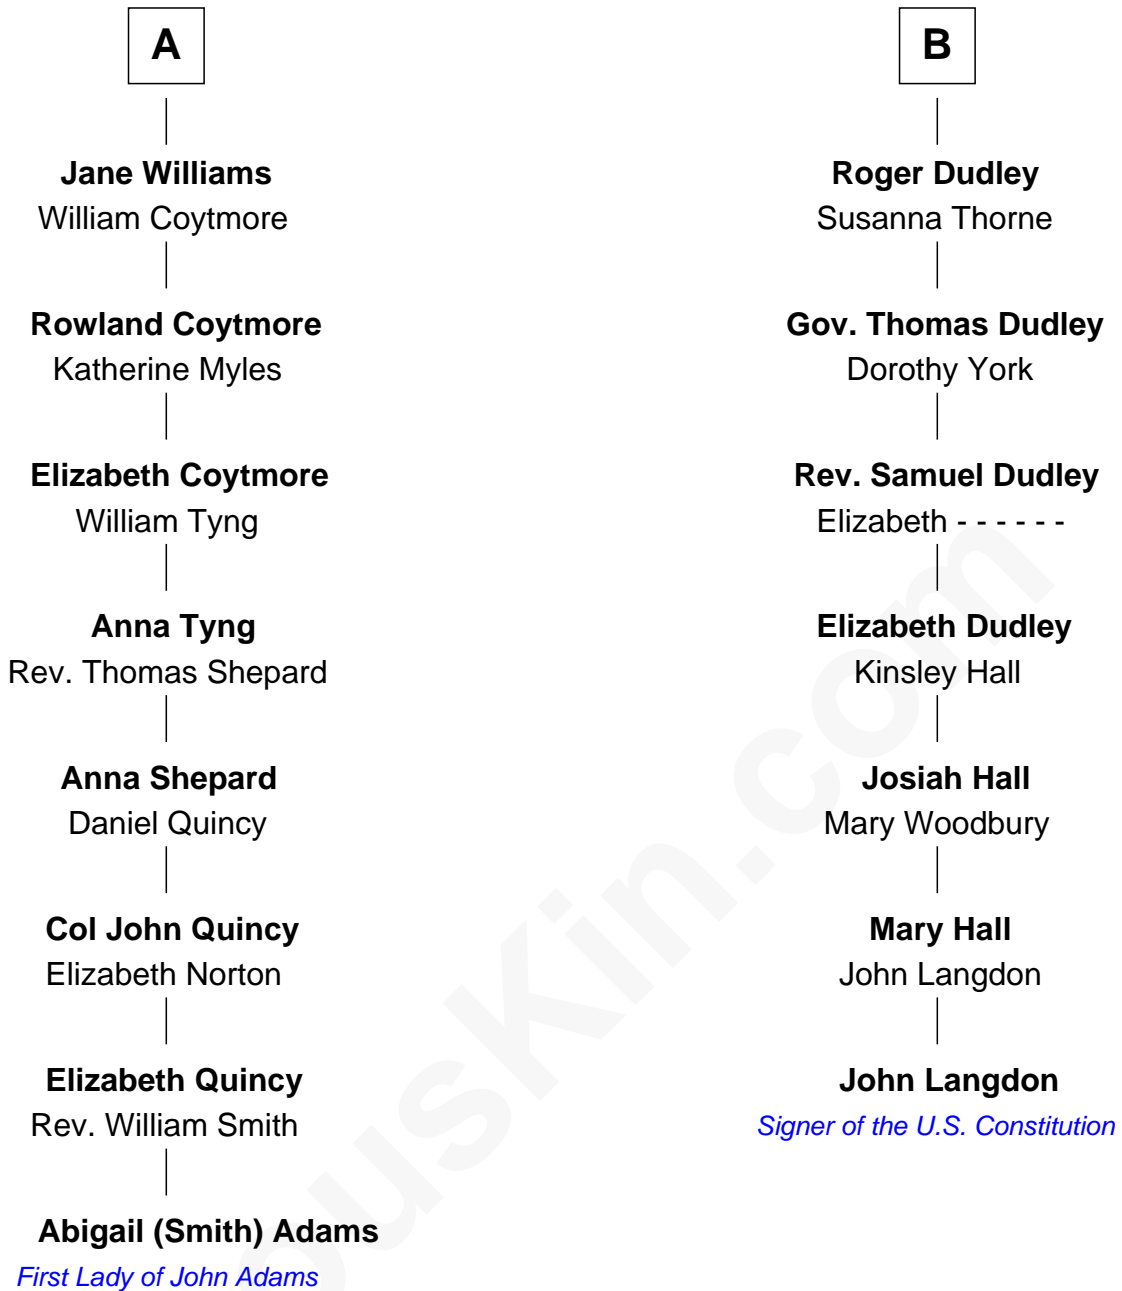 A
Jane Williams
William Coytmore
Rowland Coytmore
Katherine Myles
Elizabeth Coytmore
William Tyng
Anna Tyng
Rev. Thomas Shepard
Anna Shepard
Daniel Quincy
Col John Quincy
Elizabeth Norton
Elizabeth Quincy
Rev. William Smith
Abigail (Smith) Adams
First Lady of John Adams
B
Roger Dudley
Susanna Thorne
Gov. Thomas Dudley
Dorothy York
Rev. Samuel Dudley
Elizabeth - - - - - -
Elizabeth Dudley
Kinsley Hall
Josiah Hall
Mary Woodbury
Mary Hall
John Langdon
John Langdon
Signer of the U.S. Constitution
ousKin.com